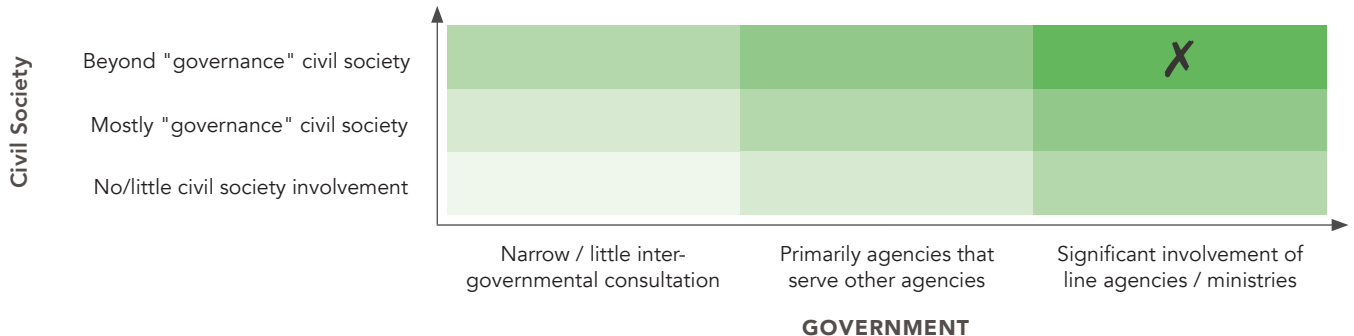 Civil Society
Beyond "governance" civil society
Mostly "governance" civil society
No/little civil society involvement
✗
Narrow / little inter-
governmental consultation
Primarily agencies that
serve other agencies
Significant involvement of
line agencies / ministries
GOVERNMENT